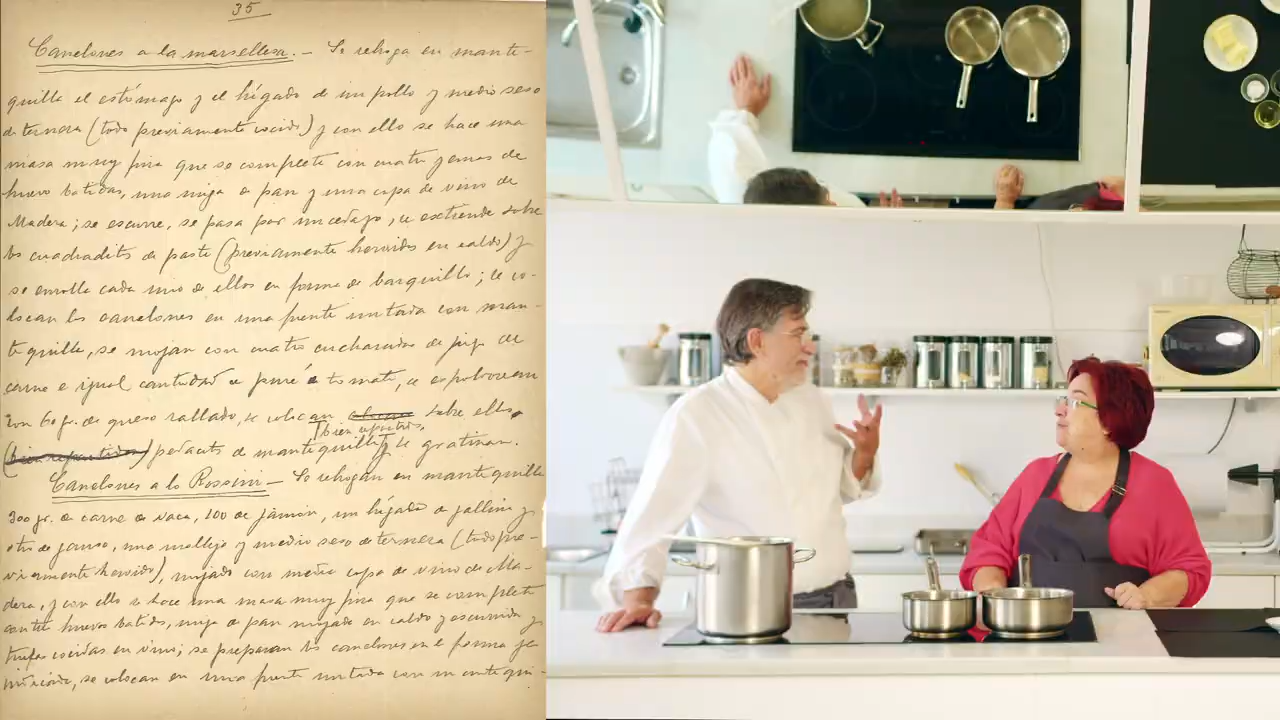 35
Canelones a la marsellesa. — Se rehoga en mante-
quilla el estómago y el hígado de un pollo y medio seso
de ternera (todo previamente cocido) y con ello se hace una
masa muy fina que se completa con cuatro yemas de
huevo batidas, una miga de pan y una copa de vino de
Madera; se escurre, se pasa por un cedazo, se extiende sobre
los cuadraditos de pasta (previamente hervidos en caldo) y
se enrolla cada uno de ellos en forma de barquillo; se co-
locan los canelones en una fuente untada con man-
tequilla, se mojan con cuatro cucharadas de jugo de
carne e igual cantidad de puré de tomate, se espolvorean
con 60 gr. de queso rallado, se colocan sobre ellos
bien repartidos,
(bien repartidos) pedacitos de mantequilla y se gratinan.
Canelones a lo Rossini — Se rehogan en mantequilla
300 gr. de carne de vaca, 100 de jamón, un hígado de gallina y
otro de ganso, una molleja y medio seso de ternera (todo pre-
viamente hervido), mojado con media copa de vino de Ma-
dera, y con ello se hace una masa muy fina que se completa
con tres huevos batidos, miga de pan mojada en caldo y escurrida y
trufas cocidas en vino; se preparan los canelones en la forma ya
indicada, se colocan en una fuente untada con mantequi-